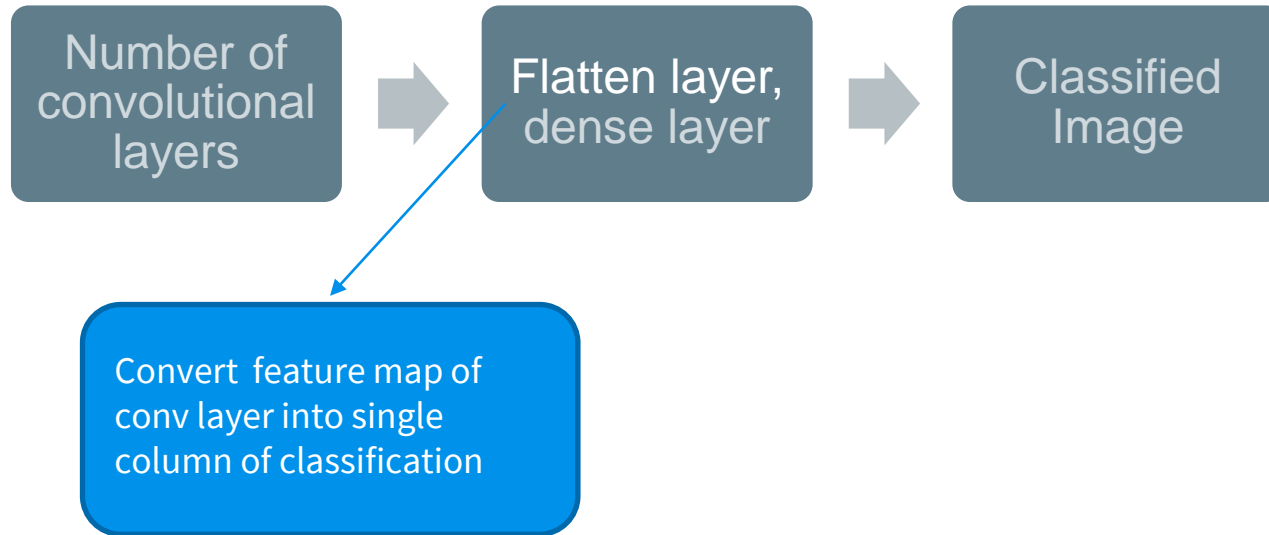 Number of
convolutional
layers
Flatten layer,
dense layer
Classified
Image
Convert feature map of
conv layer into single
column of classification